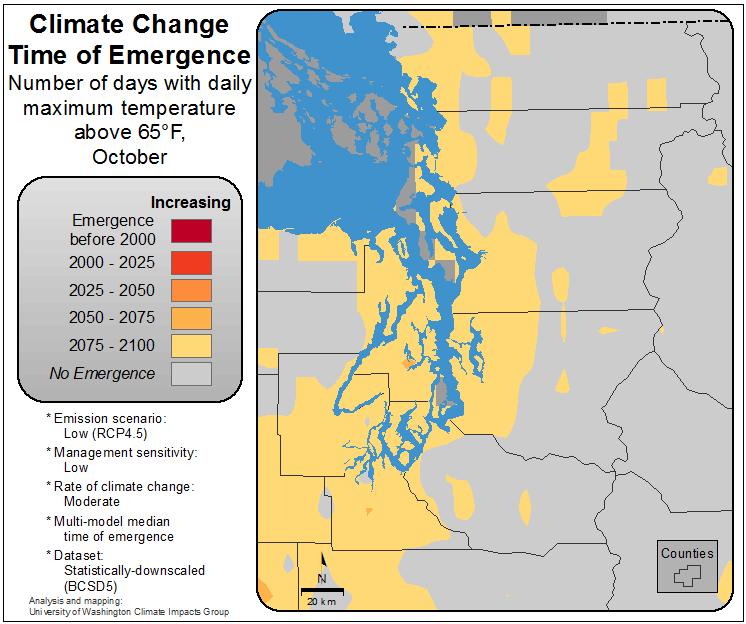 Climate Change
Time of Emergence
Number of days with daily
maximum temperature
above 65°F,
October
Increasing
Emergence
before 2000
2000 - 2025
2025 - 2050
2050 - 2075
2075 - 2100
No Emergence
* Emission scenario:
Low (RCP4.5)
* Management sensitivity:
Low
* Rate of climate change:
Moderate
* Multi-model median
time of emergence
* Dataset:
Statistically-downscaled
(BCSD5)
Analysis and mapping:
University of Washington Climate Impacts Group
N
20 km
Counties